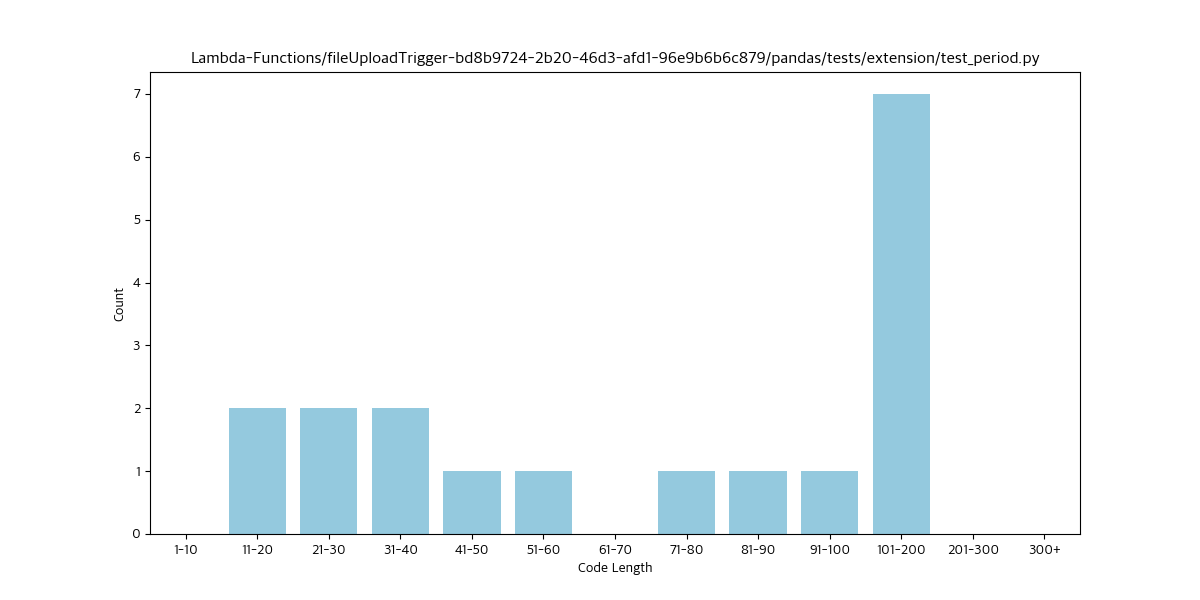 Lambda-Functions/fileUploadTrigger-bd8b9724-2b20-46d3-afd1-96e9b6b6c879/pandas/tests/extension/test_period.py
7
6
5
4
3
2
1
0
Count
1-10 11-20 21-30 31-40 41-50 51-60 61-70 71-80 81-90 91-100 101-200 201-300 300+
Code Length